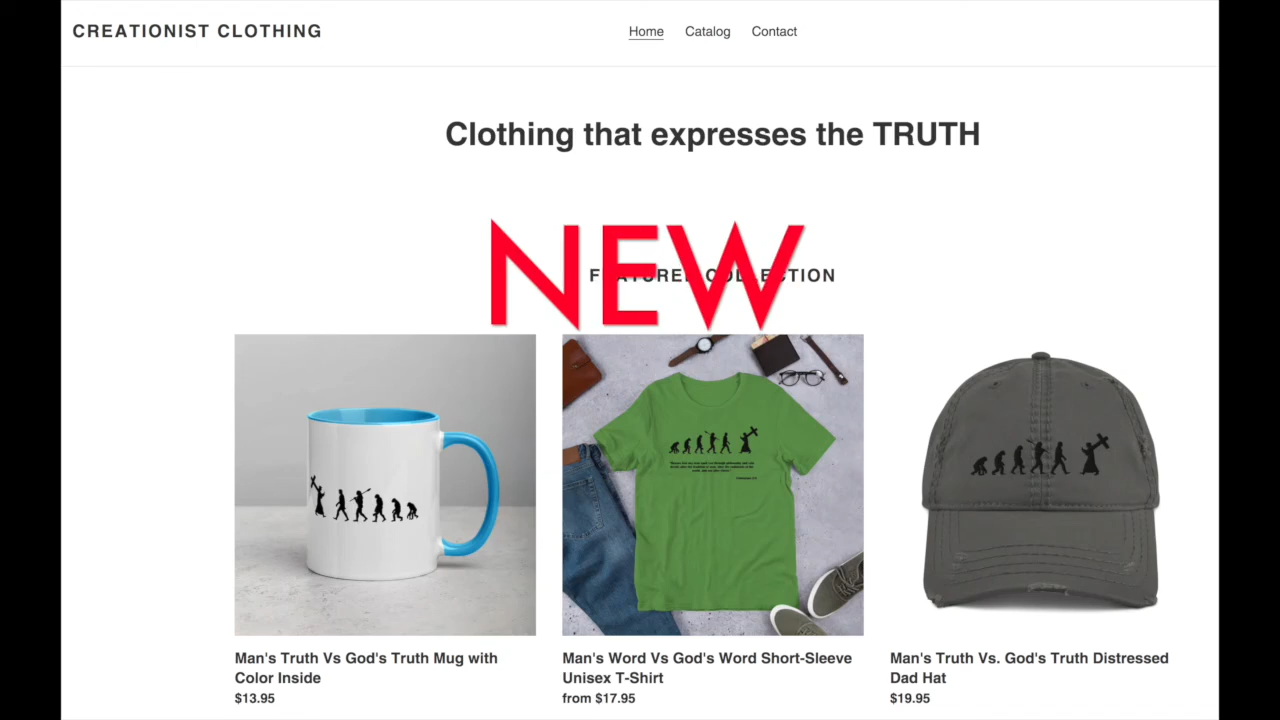 CREATIONIST CLOTHING
Home Catalog Contact
Clothing that expresses the TRUTH
NEW
FEATURED COLLECTION
Man's Truth Vs God's Truth Mug with
Color Inside
$13.95
Man's Word Vs God's Word Short-Sleeve
Unisex T-Shirt
from $17.95
Man's Truth Vs. God's Truth Distressed
Dad Hat
$19.95